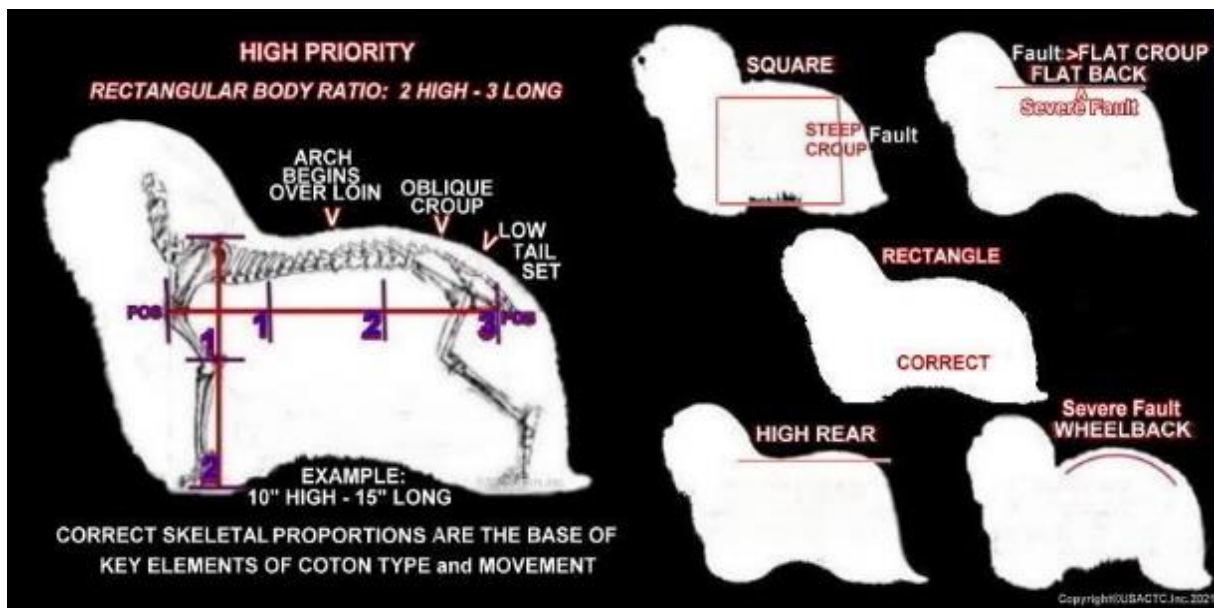 HIGH PRIORITY
RECTANGULAR BODY RATIO: 2 HIGH - 3 LONG
ARCH
BEGINS
OVER LOIN
OBLIQUE
CROUP
LOW
TAIL
SET
POS
1
1
2
3
POB
2
EXAMPLE:
10" HIGH - 15" LONG
CORRECT SKELETAL PROPORTIONS ARE THE BASE OF
KEY ELEMENTS OF COTON TYPE and MOVEMENT
SQUARE
STEEP Fault
CROUP
Fault >FLAT CROUP
FLAT BACK
Severe Fault
RECTANGLE
CORRECT
HIGH REAR
Severe Fault
WHEELBACK
Copyright©USACTC.Inc.2021